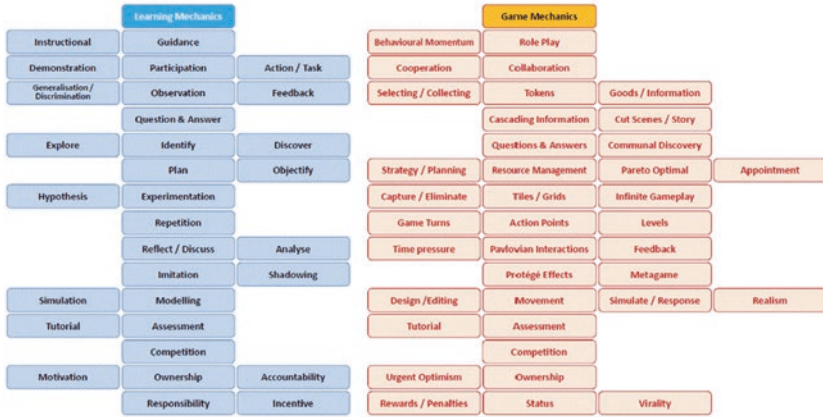 Learning Mechanics
Game Mechanics
Instructional Guidance
Behavioural Momentum Role Play
Demonstration Participation Action / Task
Cooperation Collaboration
Generalisation /
Discrimination Observation Feedback
Selecting / Collecting Tokens Goods / Information
Question & Answer
Cascading Information Cut Scenes / Story
Explore Identify Discover
Questions & Answers Communal Discovery
Plan Objectify
Strategy / Planning Resource Management Pareto Optimal Appointment
Hypothesis Experimentation
Capture / Eliminate Tiles / Grids Infinite Gameplay
Repetition
Game Turns Action Points Levels
Reflect / Discuss Analyse
Time pressure Pavlovian Interactions Feedback
Imitation Shadowing
Protégé Effects Metagame
Simulation Modelling
Design /Editing Movement Simulate / Response Realism
Tutorial Assessment
Tutorial Assessment
Competition
Competition
Motivation Ownership Accountability
Urgent Optimism Ownership
Responsibility Incentive
Rewards / Penalties Status Virality